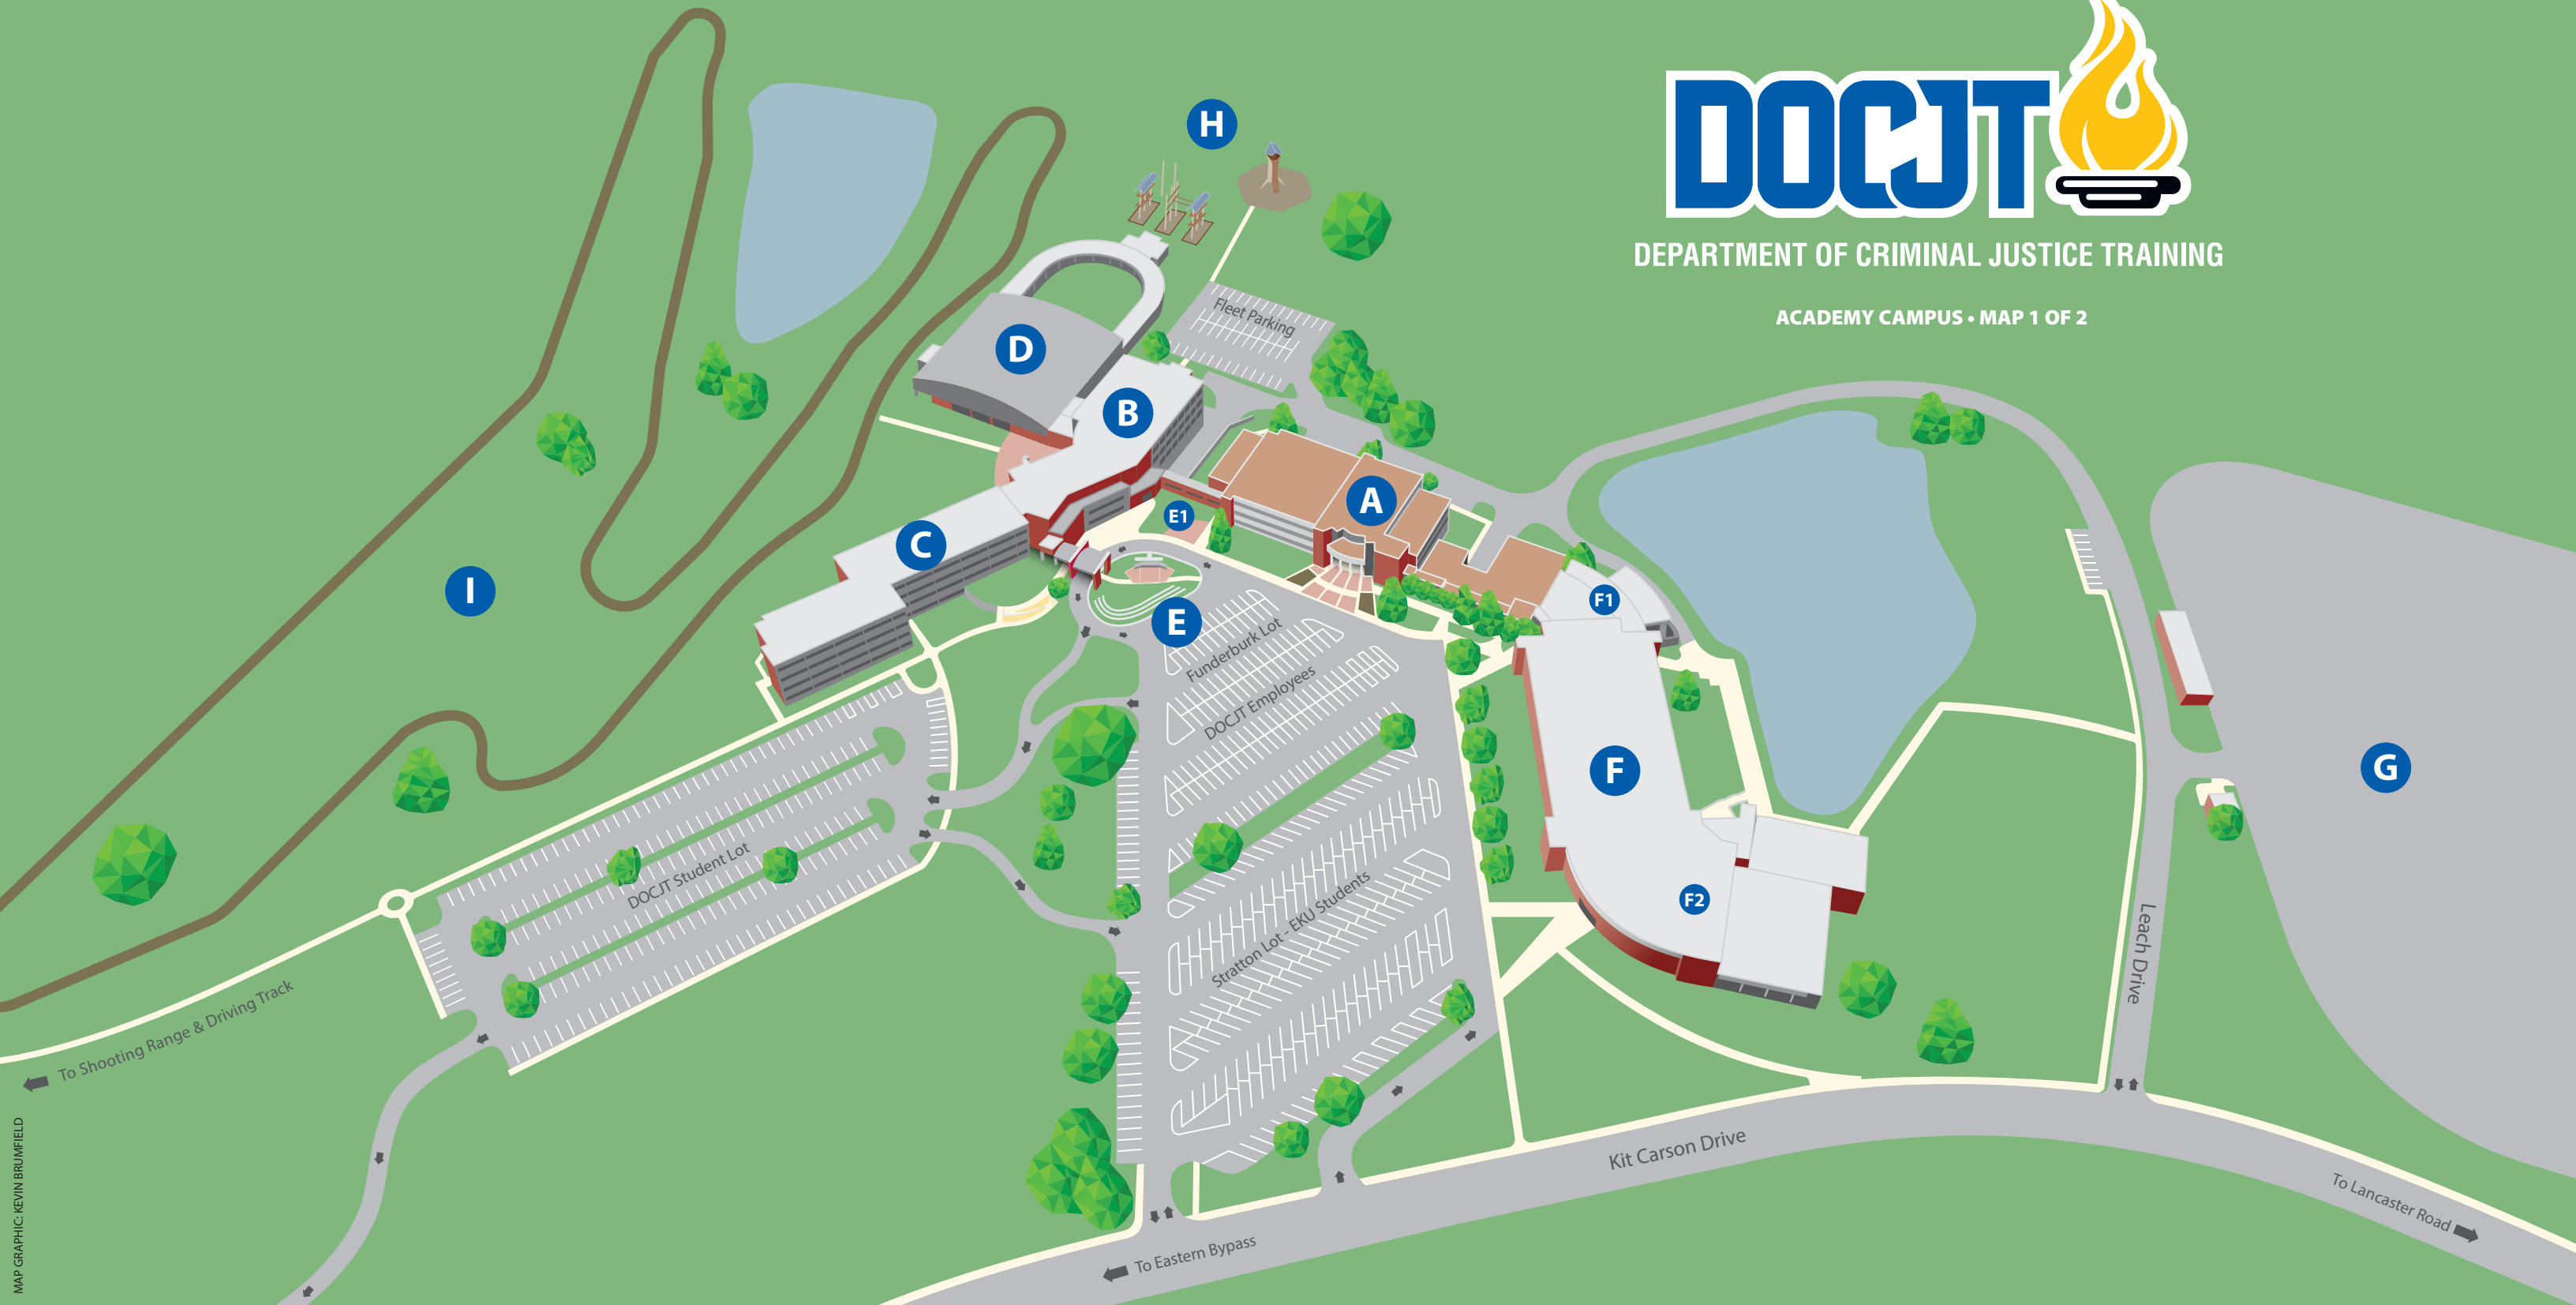 DOCJT
DEPARTMENT OF CRIMINAL JUSTICE TRAINING
ACADEMY CAMPUS • MAP 1 OF 2
H
Fleet Parking
D
B
A
E1
C
I
F1
E
Funderburk Lot
DOCJT Employees
F
G
DOCJT Student Lot
F2
Stratton Lot - EKU Students
Leach Drive
To Shooting Range & Driving Track
Kit Carson Drive
To Lancaster Road
To Eastern Bypass
MAP GRAPHIC: KEVIN BRUMFIELD